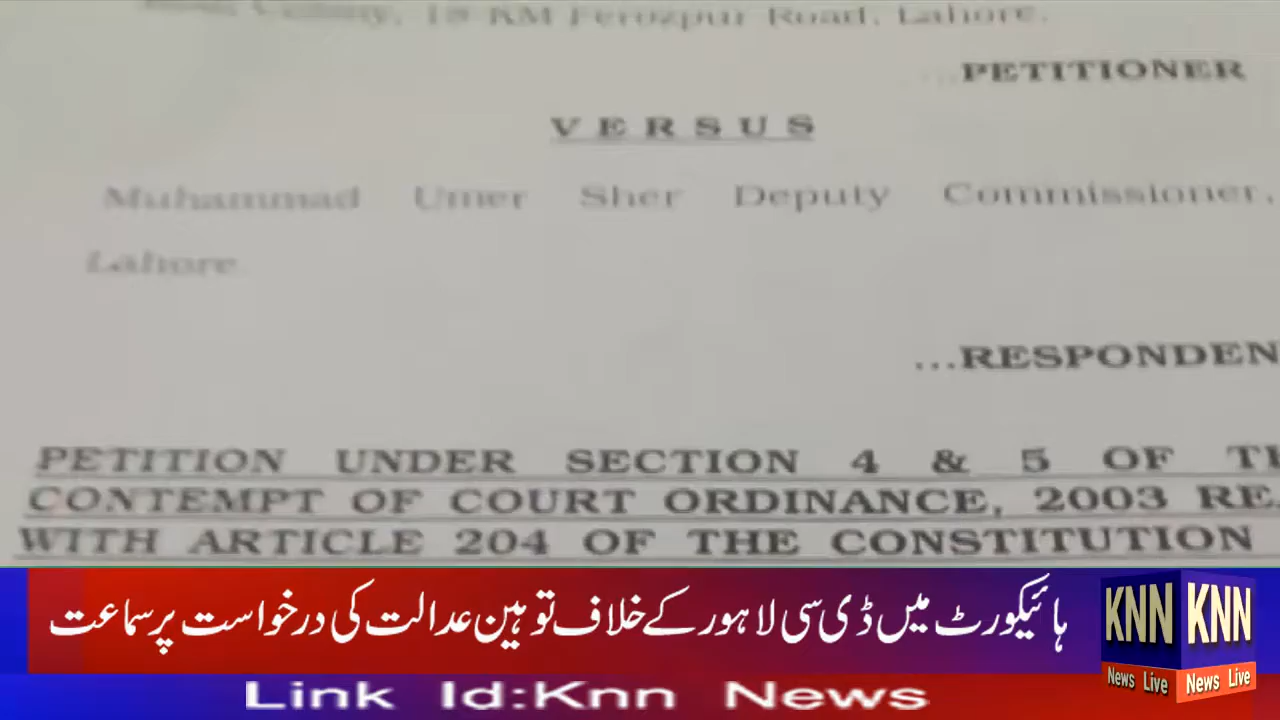 Colony, 18 KM Ferozpur Road, Lahore.
...PETITIONER
VERSUS
Muhammad Umer Sher Deputy Commissioner,
Lahore
...RESPONDEN
PETITION UNDER SECTION 4 & 5 OF TH
CONTEMPT OF COURT ORDINANCE, 2003 REA
WITH ARTICLE 204 OF THE CONSTITUTION
ہائیکورٹ میں ڈی سی لاہور کے خلاف توہین عدالت کی درخواست پر سماعت
KNN KNN
News Live News Live
Link Id:Knn News